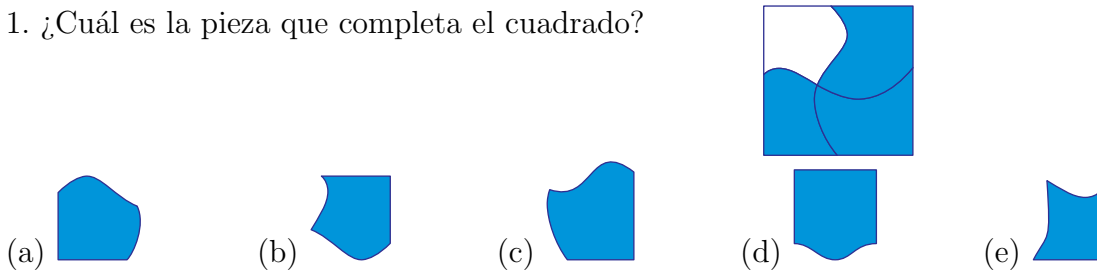 1. ¿Cuál es la pieza que completa el cuadrado?
(a) (b) (c) (d) (e)